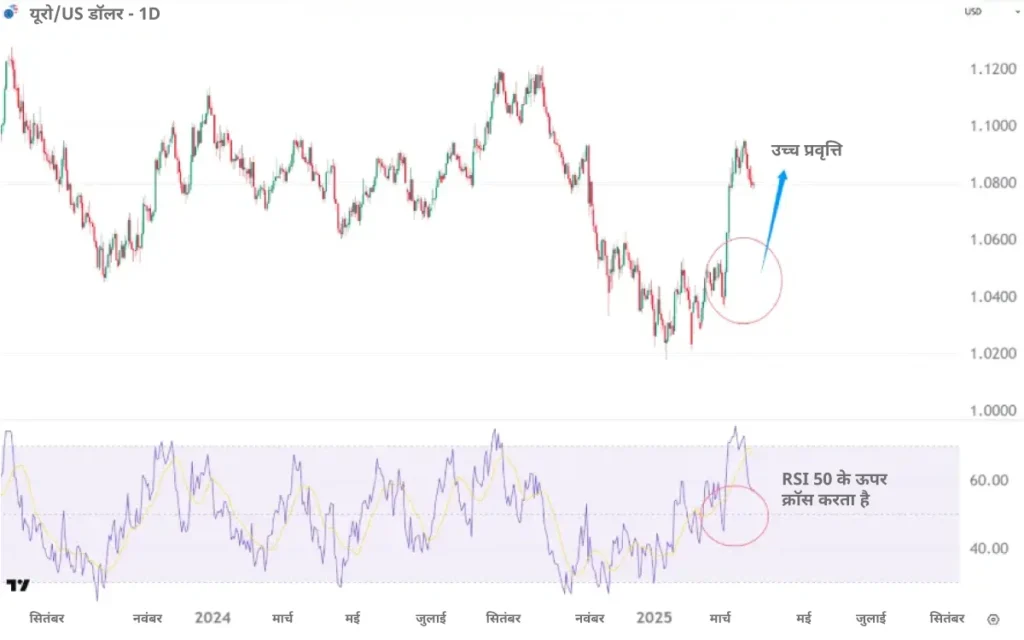 यूरो/US डॉलर - 1D
USD
1.1200
1.1000
उच्च प्रवृत्ति
1.0800
1.0600
1.0400
1.0200
1.0000
RSI 50 के ऊपर
क्रॉस करता है
60.00
40.00
सितंबर नवंबर 2024 मार्च मई जुलाई सितंबर नवंबर 2025 मार्च मई जुलाई सितंबर